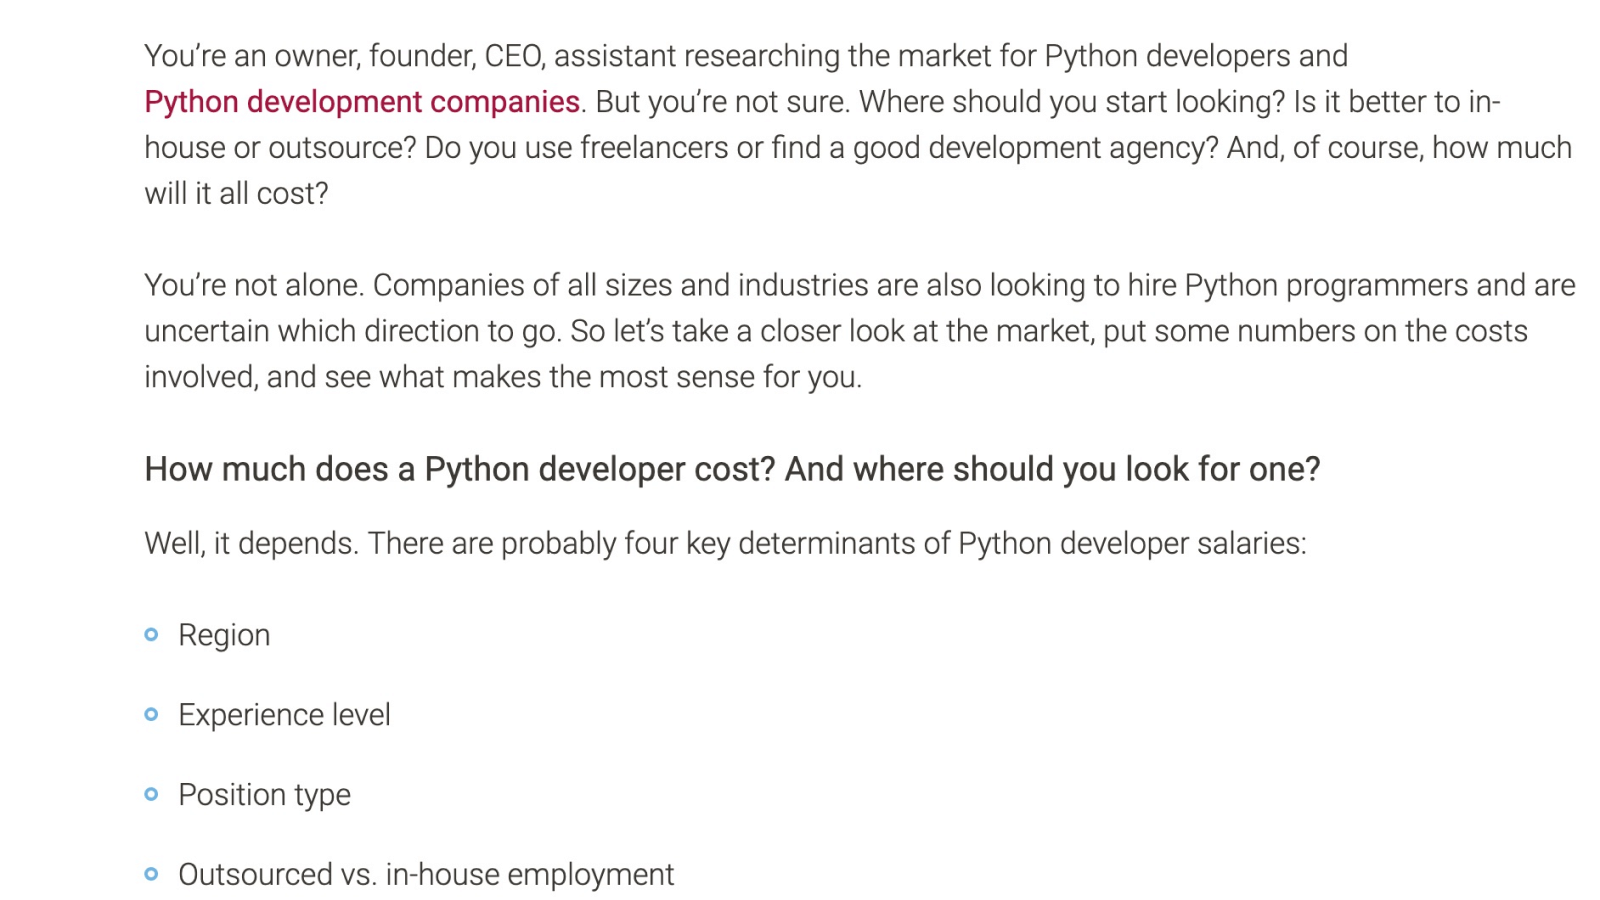 You’re an owner, founder, CEO, assistant researching the market for Python developers and
Python development companies. But you’re not sure. Where should you start looking? Is it better to in-
house or outsource? Do you use freelancers or find a good development agency? And, of course, how much
will it all cost?
You’re not alone. Companies of all sizes and industries are also looking to hire Python programmers and are
uncertain which direction to go. So let’s take a closer look at the market, put some numbers on the costs
involved, and see what makes the most sense for you.
How much does a Python developer cost? And where should you look for one?
Well, it depends. There are probably four key determinants of Python developer salaries:
Region
Experience level
Position type
Outsourced vs. in-house employment